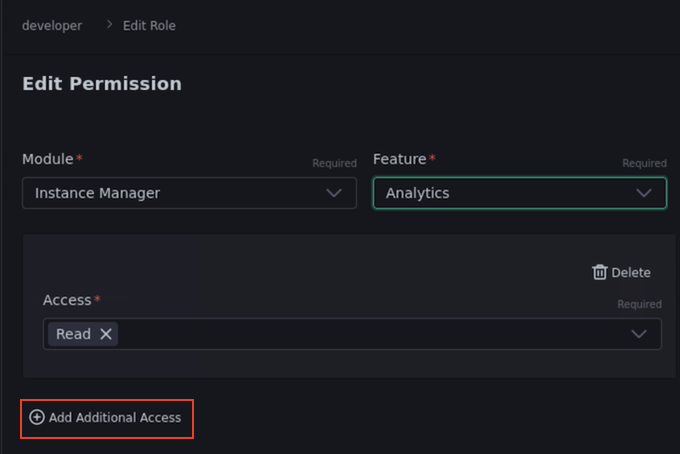 developer > Edit Role
Edit Permission
Module* Required Feature* Required
Instance Manager Analytics
Delete
Access* Required
Read
Add Additional Access